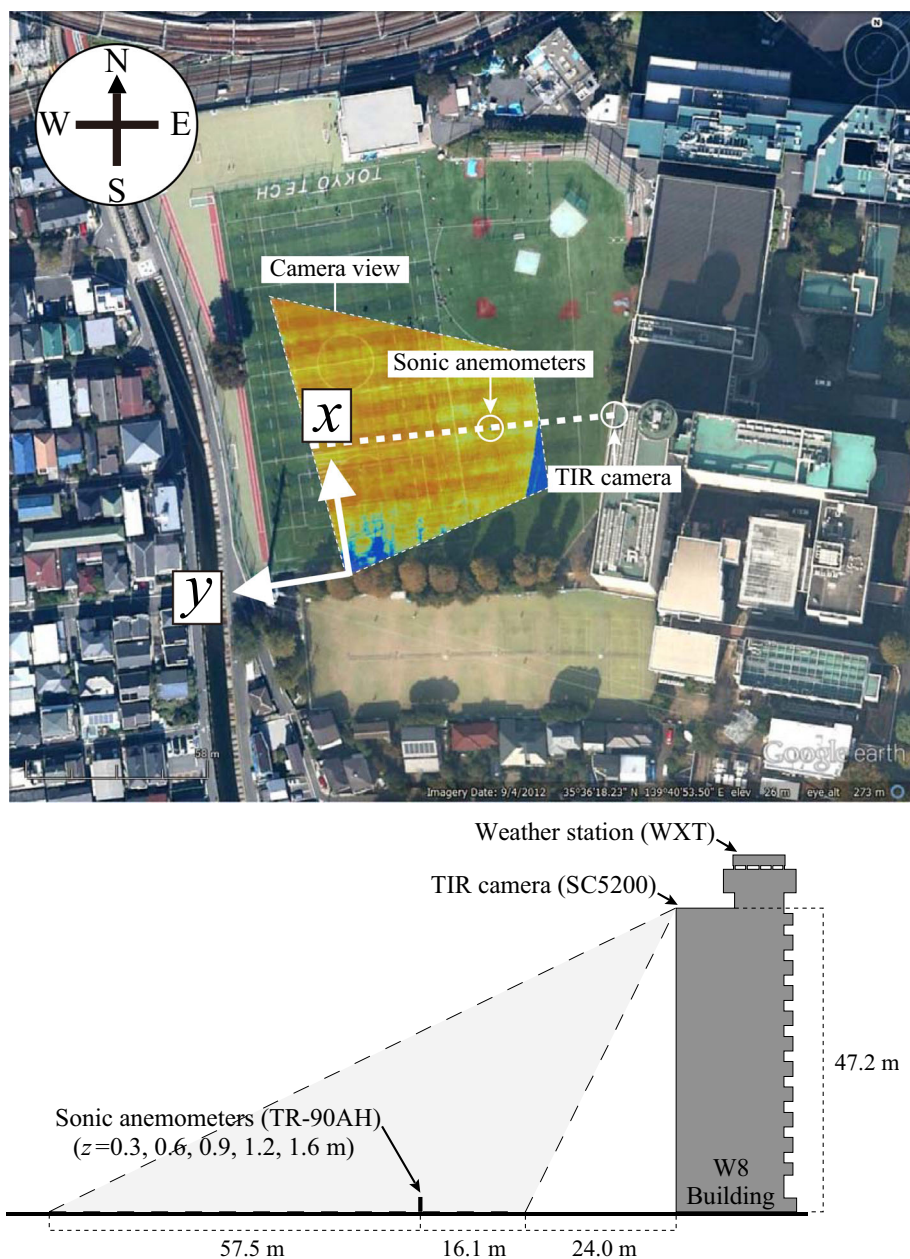 N
W E
S
N
TOKYO TECH
Camera view
Sonic anemometers
x
TIR camera
y
58 m
Google earth
Imagery Date: 9/4/2012 35°36'18.23" N 139°40'53.50" E elev 26 m eye alt 273 m
Weather station (WXT)
TIR camera (SC5200)
47.2 m
Sonic anemometers (TR-90AH)
(z=0.3, 0.6, 0.9, 1.2, 1.6 m)
W8
Building
57.5 m 16.1 m 24.0 m